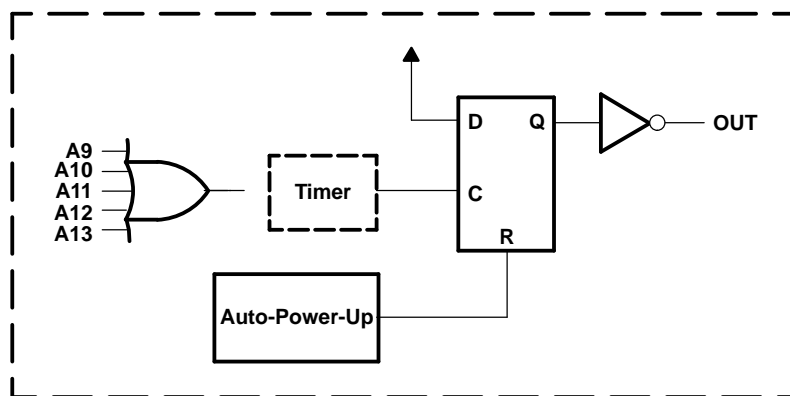 D
Q
OUT
A9
A10
A11
A12
A13
Timer
C
R
Auto-Power-Up